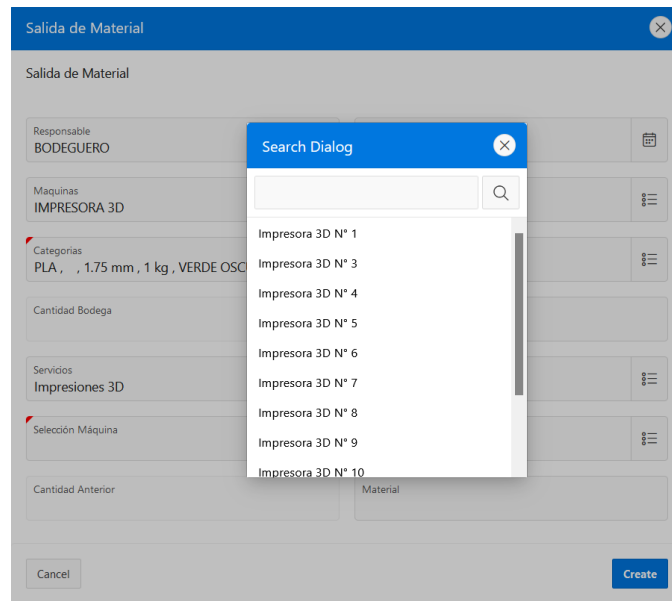 Salida de Material
Salida de Material
Responsable
BODEGUERO
Maquinas
IMPRESORA 3D
Categorias
PLA ,   , 1.75 mm , 1 kg , VERDE OSC
Cantidad Bodega
Servicios
Impresiones 3D
Selección Máquina
Cantidad Anterior
Material
Search Dialog
Impresora 3D N° 1
Impresora 3D N° 3
Impresora 3D N° 4
Impresora 3D N° 5
Impresora 3D N° 6
Impresora 3D N° 7
Impresora 3D N° 8
Impresora 3D N° 9
Impresora 3D N° 10
Cancel
Create